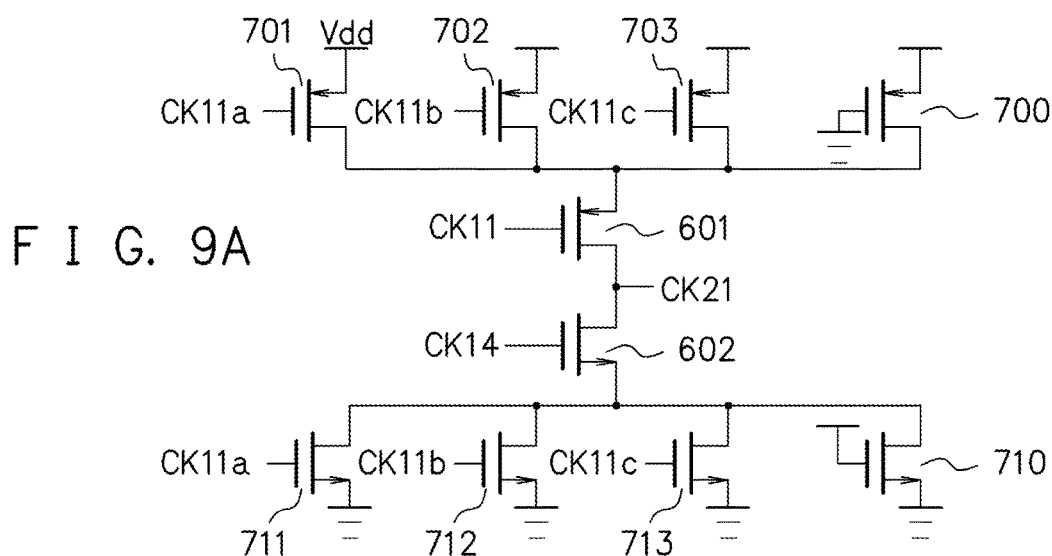 701 Vdd 702 703
CK11a CK11b CK11c 700
CK11 601
F I G. 9A
CK21
CK14 602
CK11a CK11b CK11c 710
711 712 713